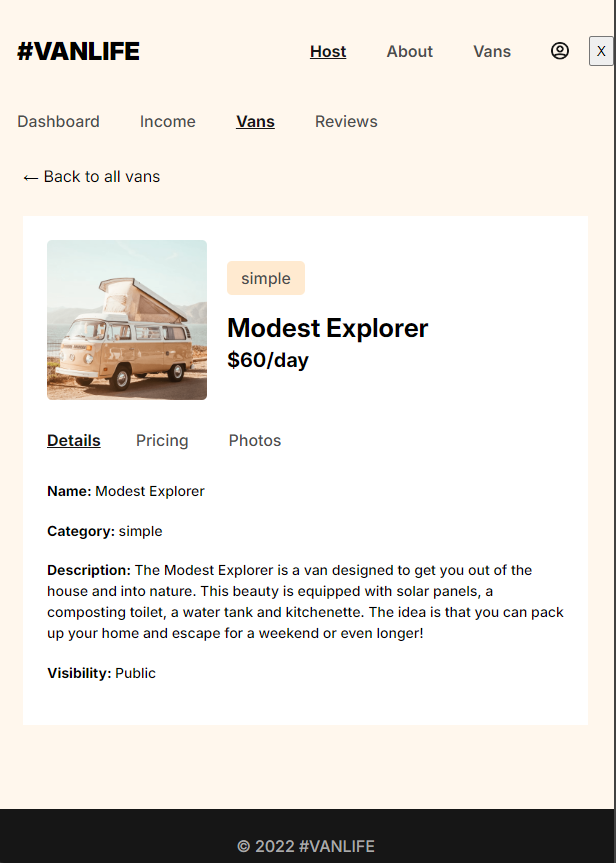 #VANLIFE
Host About Vans X
Dashboard Income Vans Reviews
← Back to all vans
simple
Modest Explorer
$60/day
Details Pricing Photos
Name: Modest Explorer
Category: simple
Description: The Modest Explorer is a van designed to get you out of the
house and into nature. This beauty is equipped with solar panels, a
composting toilet, a water tank and kitchenette. The idea is that you can pack
up your home and escape for a weekend or even longer!
Visibility: Public
© 2022 #VANLIFE